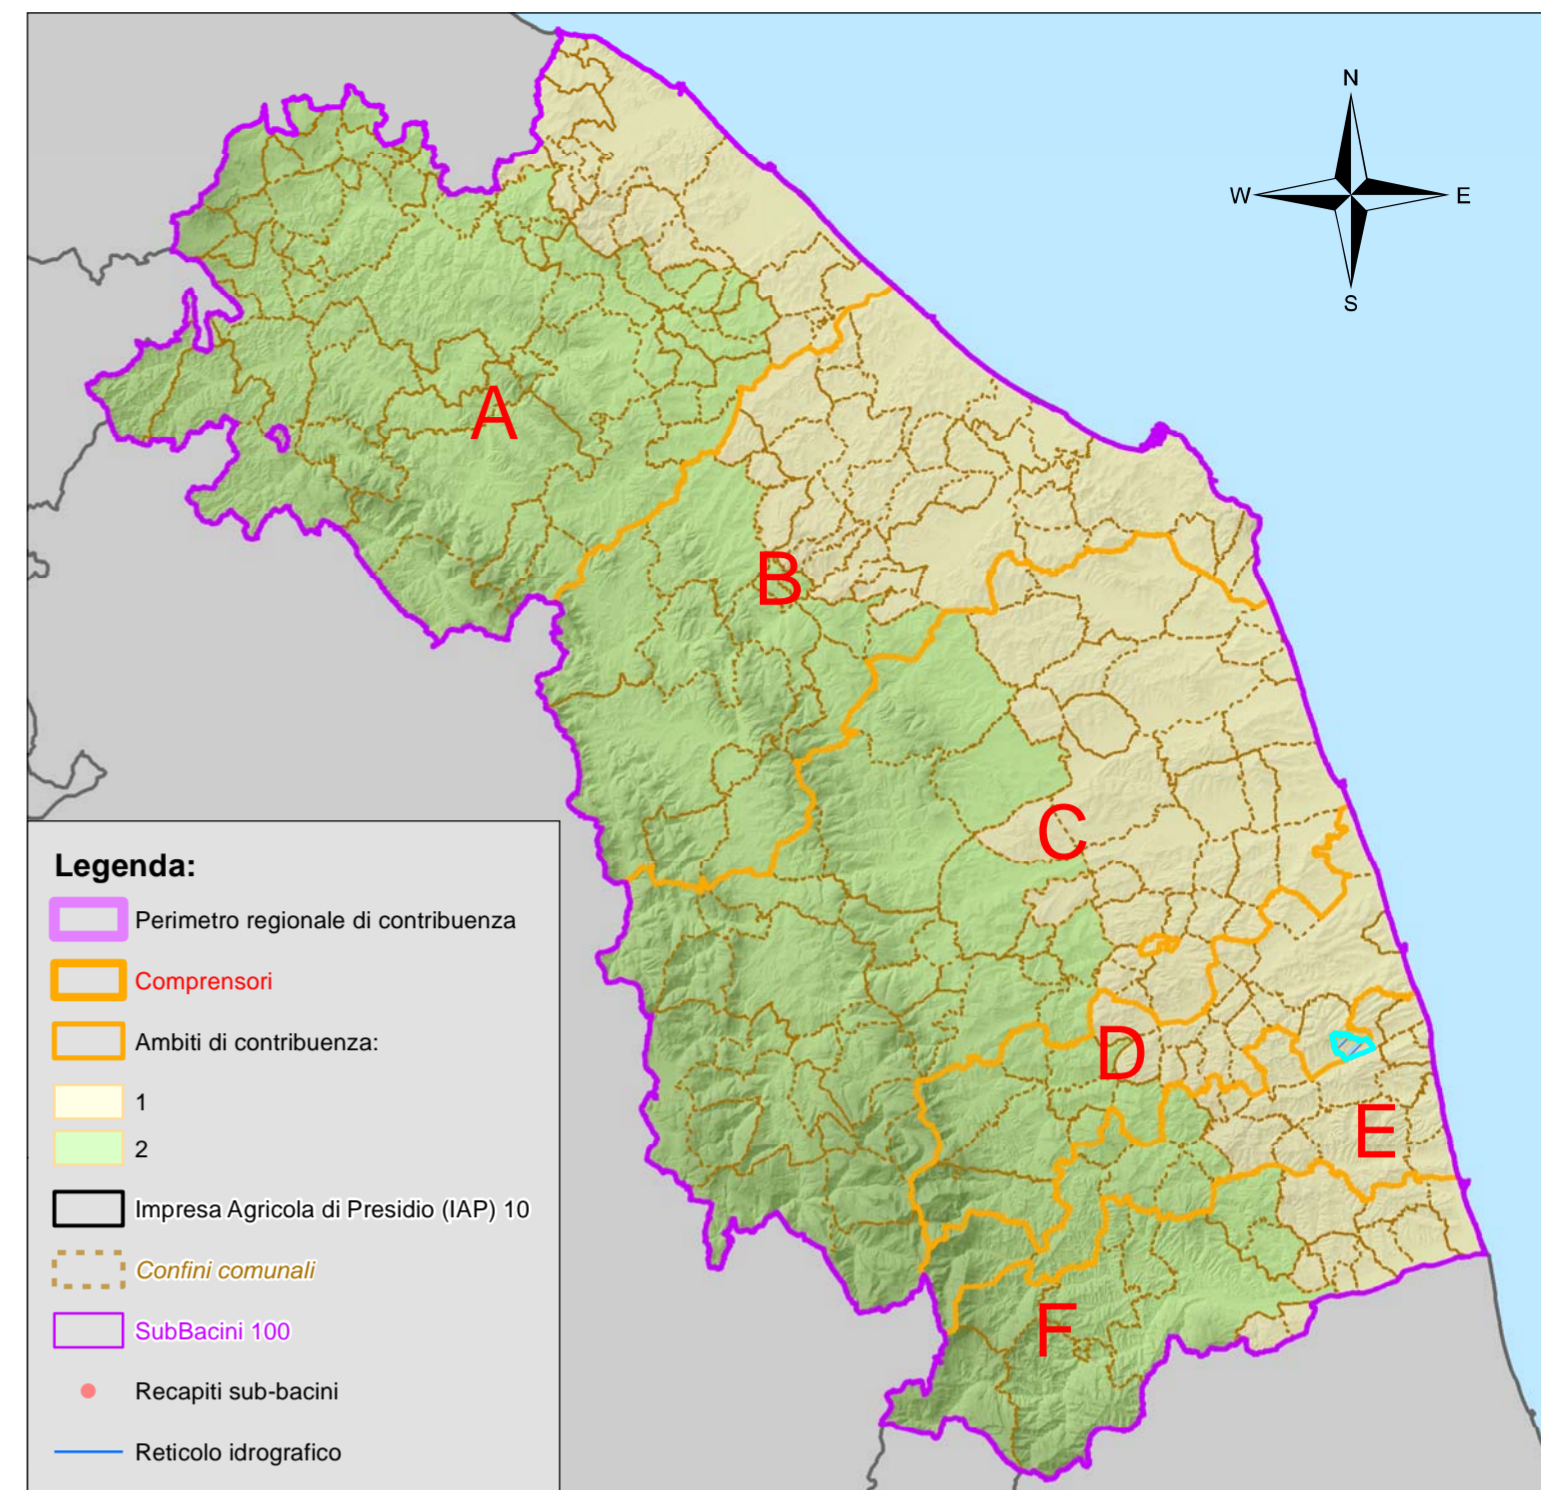 N
W
E
S
A
B
C
D
E
F
Legenda:
Perimetro regionale di contribuenza
Comprensori
Ambiti di contribuenza:
1
2
Impresa Agricola di Presidio (IAP) 10
Confini comunali
SubBacini 100
Recapiti sub-bacini
Reticolo idrografico